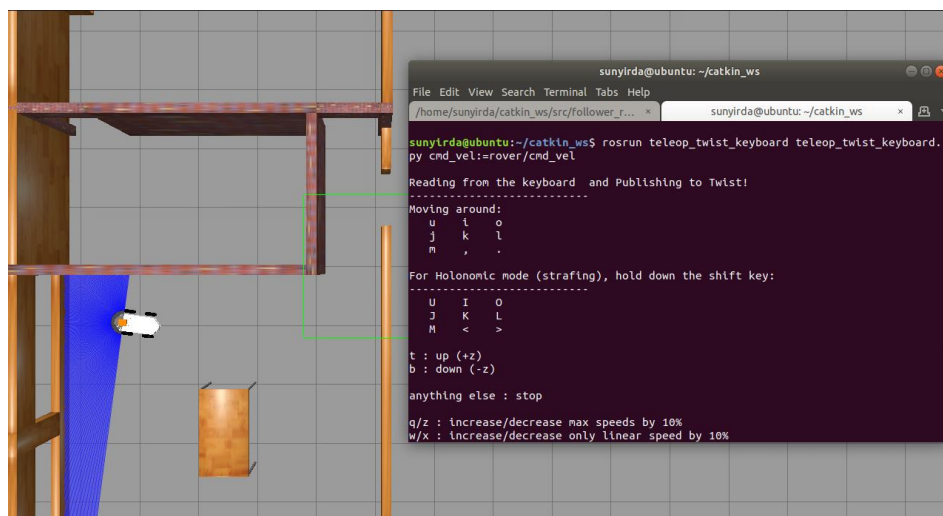 sunyirda@ubuntu: ~/catkin_ws
File Edit View Search Terminal Tabs Help
/home/sunyirda/catkin_ws/src/follower_r... × sunyirda@ubuntu: ~/catkin_ws ×
sunyirda@ubuntu:~/catkin_ws$ rosrun teleop_twist_keyboard teleop_twist_keyboard.
py cmd_vel:=rover/cmd_vel
Reading from the keyboard  and Publishing to Twist!
---------------------------
Moving around:
u i o
j k l
m , .
For Holonomic mode (strafing), hold down the shift key:
---------------------------
U I O
J K L
M < >
t : up (+z)
b : down (-z)
anything else : stop
q/z : increase/decrease max speeds by 10%
w/x : increase/decrease only linear speed by 10%